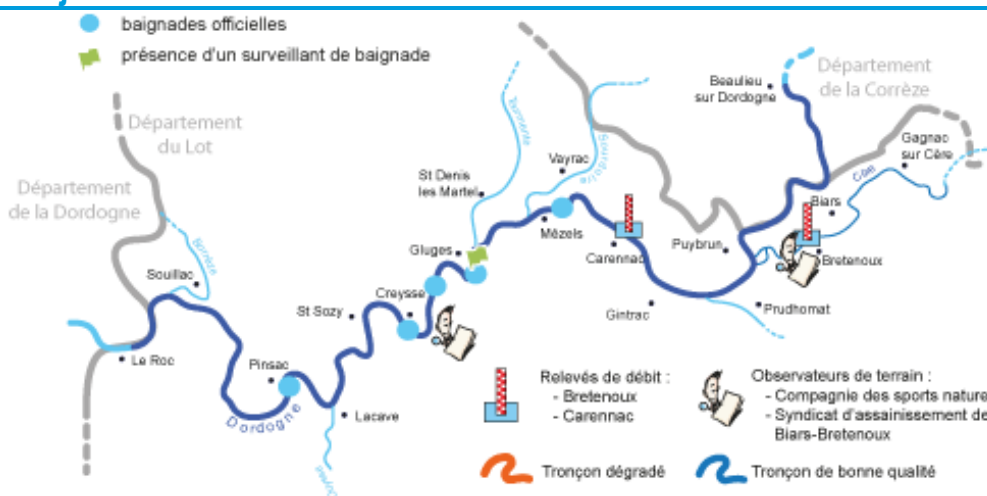 baignades officielles
présence d'un surveillant de baignade
Département
du Lot
Département
de la Dordogne
Département
de la Corrèze
Beaulieu
sur Dordogne
Gagnac
sur Cère
Tourmente
Sourdoire
Vayrac
St Denis
les Martel
Cère
Biars
Mézels
Gluges
Carennac
Puybrun
Bretenoux
Borrèze
Souillac
Creysse
St Sozy
Gintrac
Prudhomat
Le Roc
Pinsac
Dordogne
Lacave
Relevés de débit :
- Bretenoux
- Carennac
Observateurs de terrain :
- Compagnie des sports nature
- Syndicat d'assainissement de
Biars-Bretenoux
Tronçon dégradé
Tronçon de bonne qualité